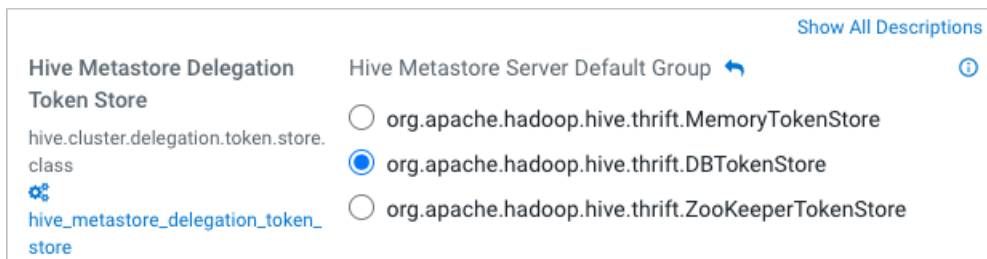 Show All Descriptions
Hive Metastore Delegation
Token Store
hive.cluster.delegation.token.store.
class
hive_metastore_delegation_token_
store
Hive Metastore Server Default Group
org.apache.hadoop.hive.thrift.MemoryTokenStore
org.apache.hadoop.hive.thrift.DBTokenStore
org.apache.hadoop.hive.thrift.ZooKeeperTokenStore